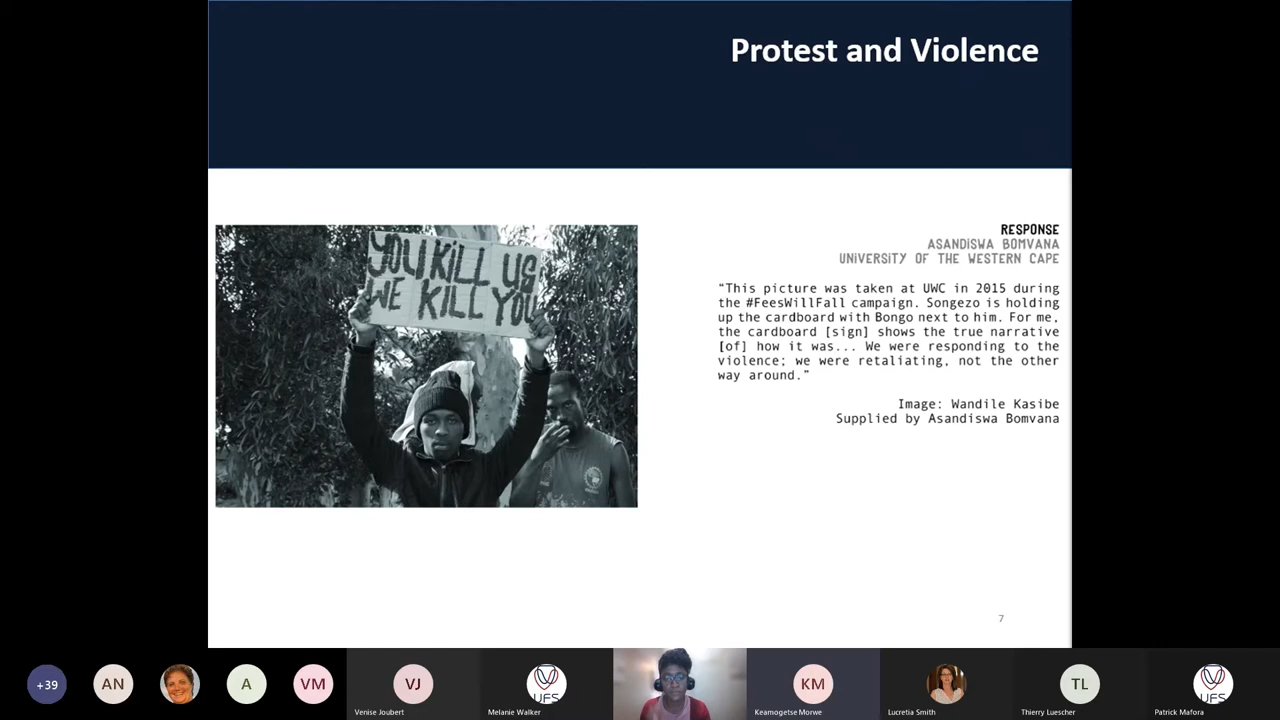 Protest and Violence
YOU KILL US
WE KILL YOU
RESPONSE
ASANDISWA BOMVANA
UNIVERSITY OF THE WESTERN CAPE
“This picture was taken at UWC in 2015 during
the #FeesWillFall campaign. Songezo is holding
up the cardboard with Bongo next to him. For me,
the cardboard [sign] shows the true narrative
[of] how it was... We were responding to the
violence; we were retaliating, not the other
way around.”
Image: Wandile Kasibe
Supplied by Asandiswa Bomvana
7
+39
AN
A
VM
VJ
UFS
KM
TL
UFS
Venise Joubert
Melanie Walker
Keamogetse Morwe
Lucretia Smith
Thierry Luescher
Patrick Mafora